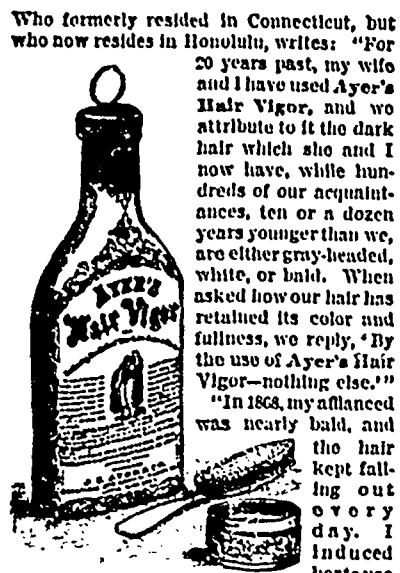 Who formerly resided in Connecticut, but
who now resides in Honolulu, writes: "For
20 years past, my wife
and I have used Ayer's
Hair Vigor, and we
attribute to it the dark
hair which she and I
now have, while hun-
dreds of our acquaint-
ances, ten or a dozen
years younger than we,
are either gray-headed,
white, or bald. When
asked how our hair has
retained its color and
fullness, we reply, 'By
the use of Ayer's Hair
Vigor—nothing else.'"
"In 1868, my affianced
was nearly bald, and
the hair
kept fall-
ing out
every
day. I
induced
AYER'S
Hair Vigor